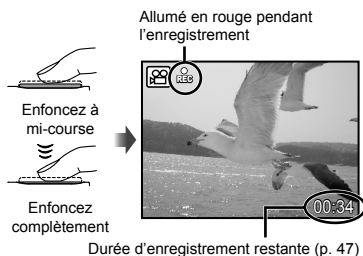 Allumé en rouge pendant
l’enregistrement
REC
Enfoncez à
mi-course
Enfoncez
complètement
00:34
Durée d’enregistrement restante (p. 47)